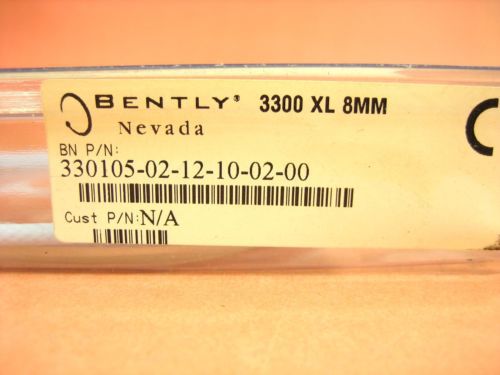 BENTLY® 3300 XL 8MM
Nevada
BN P/N:
330105-02-12-10-02-00
Cust P/N: N/A